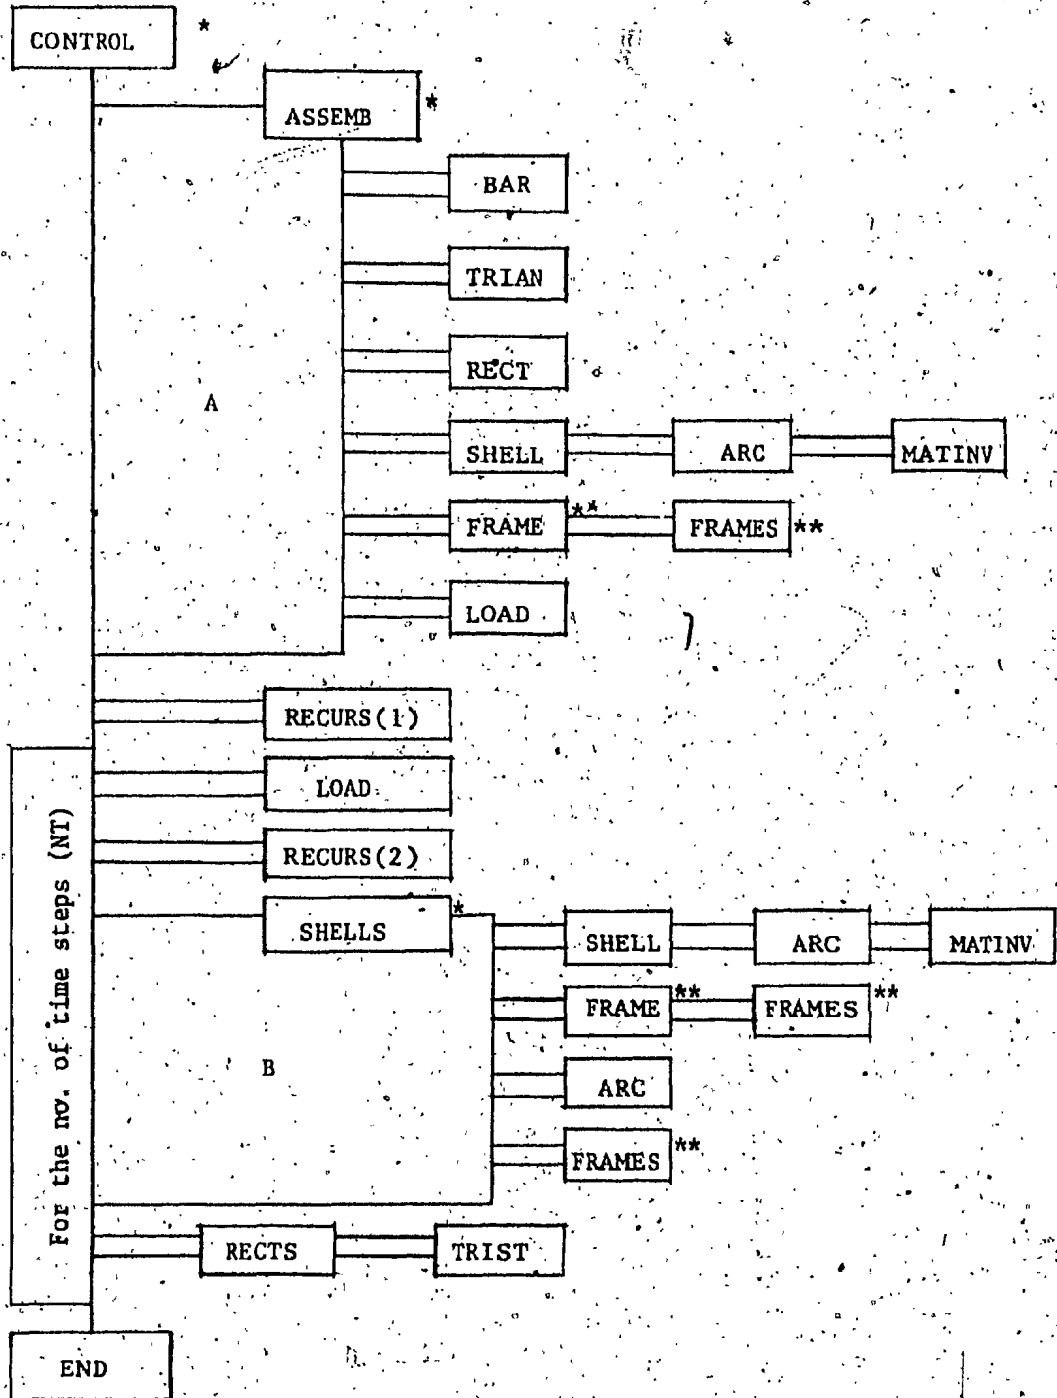 CONTROL *
ASSEMB *
BAR
TRIAN
RECT
A
SHELL ARC MATINV
FRAME ** FRAMES **
LOAD
RECURS(1)
LOAD
RECURS(2)
SHELLS *
SHELL ARC MATINV
FRAME ** FRAMES **
B
ARC
FRAMES **
For the no. of time steps (NT)
RECTS TRIST
END